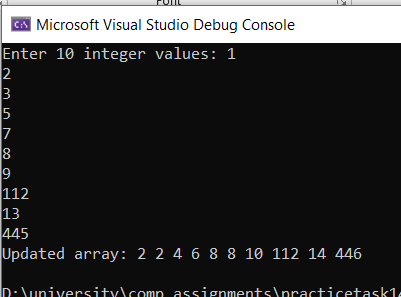 Font
Microsoft Visual Studio Debug Console
Enter 10 integer values: 1
2
3
5
7
8
9
112
13
445
Updated array: 2 2 4 6 8 8 10 112 14 446
D:\university\comp assignments\practicetask1